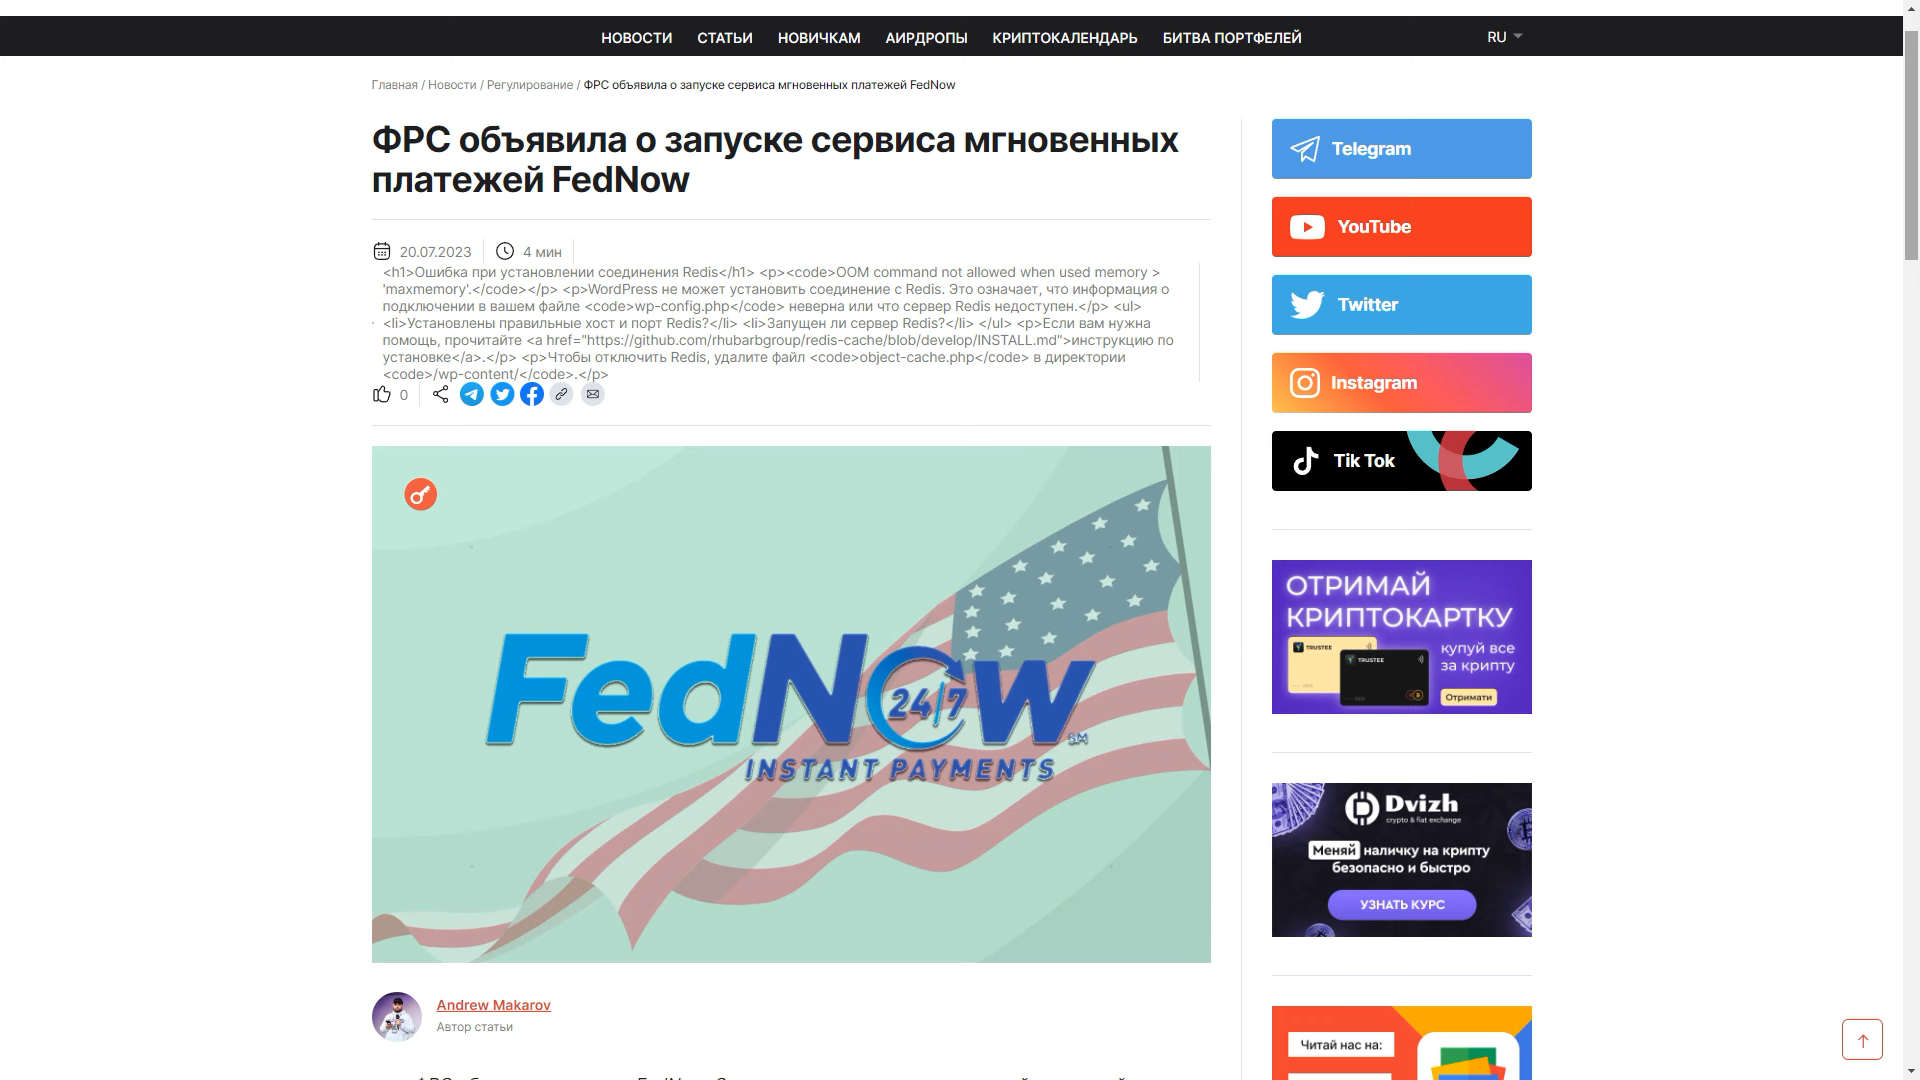 НОВОСТИ СТАТЬИ НОВИЧКАМ АИРДРОПЫ КРИПТОКАЛЕНДАРЬ БИТВА ПОРТФЕЛЕЙ RU
Главная / Новости / Регулирование / ФРС объявила о запуске сервиса мгновенных платежей FedNow
ФРС объявила о запуске сервиса мгновенных
платежей FedNow
20.07.2023 4 мин
<h1>Ошибка при установлении соединения Redis</h1> <p><code>OOM command not allowed when used memory >
'maxmemory'.</code></p> <p>WordPress не может установить соединение с Redis. Это означает, что информация о
подключении в вашем файле <code>wp-config.php</code> неверна или что сервер Redis недоступен.</p> <ul>
<li>Установлены правильные хост и порт Redis?</li> <li>Запущен ли сервер Redis?</li> </ul> <p>Если вам нужна
помощь, прочитайте <a href="https://github.com/rhubarbgroup/redis-cache/blob/develop/INSTALL.md">инструкцию по
установке</a>.</p> <p>Чтобы отключить Redis, удалите файл <code>object-cache.php</code> в директории
<code>/wp-content/</code>.</p>
0
FedNow
24/7
SM
INSTANT PAYMENTS
Andrew Makarov
Автор статьи
Telegram
YouTube
Twitter
Instagram
Tik Tok
ОТРИМАЙ
КРИПТОКАРТКУ
купуй все
за крипту
TRUSTEE
TRUSTEE
Отримати
Dvizh
crypto & fiat exchange
Меняй наличку на крипту
безопасно и быстро
УЗНАТЬ КУРС
Читай нас на: